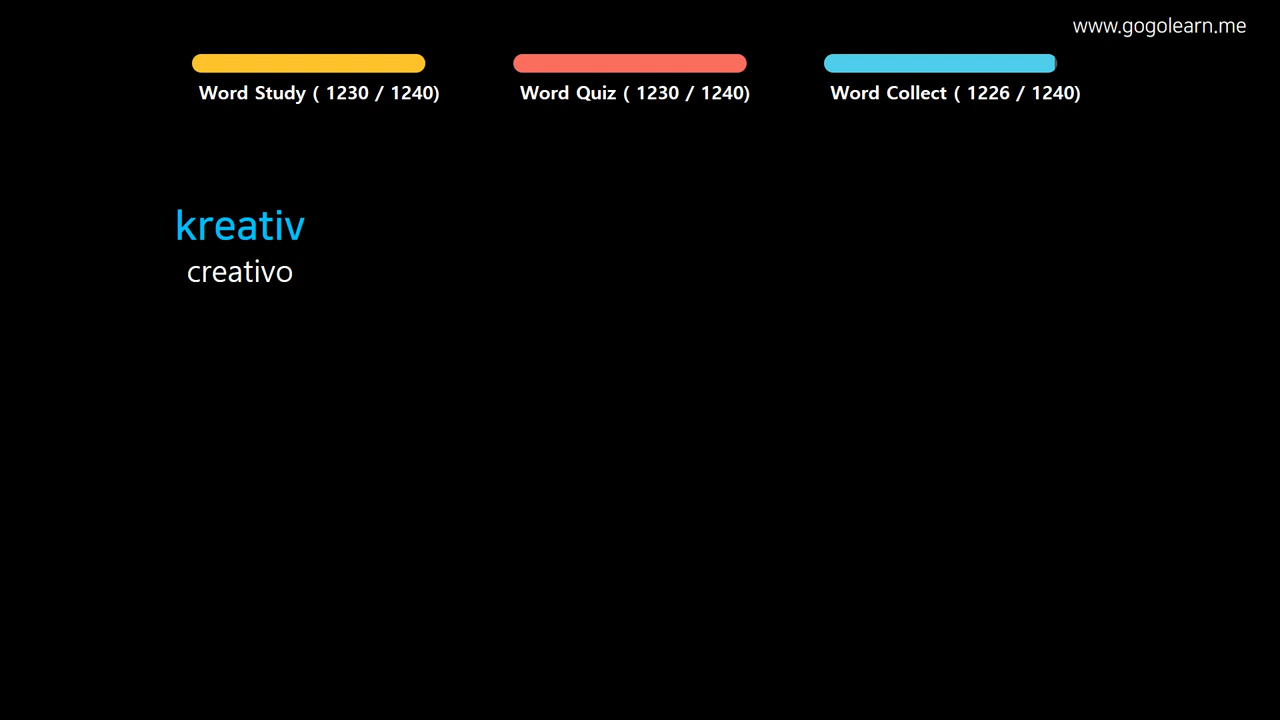 www.gogolearn.me
Word Study ( 1230 / 1240)
Word Quiz ( 1230 / 1240)
Word Collect ( 1226 / 1240)
kreativ
creativo